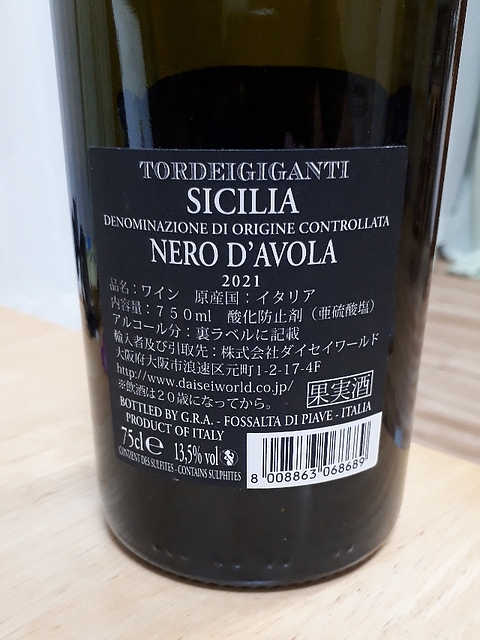 TORDEIGIGANTI
SICILIA
DENOMINAZIONE DI ORIGINE CONTROLLATA
NERO D'AVOLA
2021
品名：ワイン 原産国：イタリア
内容量：750ml 酸化防止剤（亜硫酸塩）
アルコール分：裏ラベルに記載
輸入者及び引取先：株式会社ダイセイワールド
大阪府大阪市浪速区元町1-2-17-4F
http://www.daiseiworld.co.jp/
※飲酒は20歳になってから。
果実酒
BOTTLED BY G.R.A. - FOSSALTA DI PIAVE - ITALIA
PRODUCT OF ITALY
75cl e 13,5% vol
CONTIENT DES SULFITES - CONTAINS SULPHITES
8 008863 068689